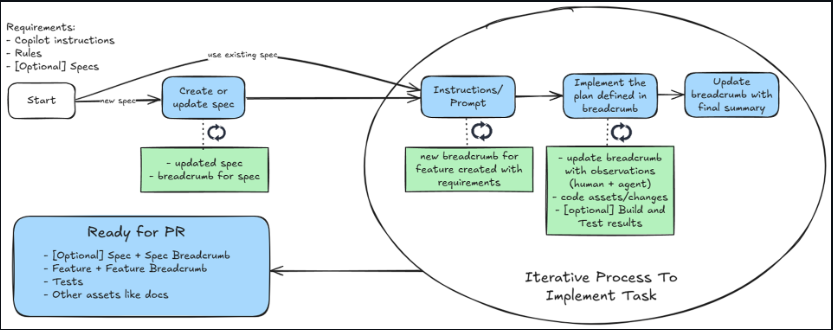 Requirements:
- Copilot instructions
- Rules
- [Optional] Specs
use existing spec
Start
new spec
Create or
update spec
Instructions/
Prompt
Implement the
plan defined in
breadcrumb
Update
breadcrumb with
final summary
- updated spec
- breadcrumb for spec
new breadcrumb for
feature created with
requirements
- update breadcrumb
with observations
(human + agent)
- code assets/changes
- [optional] Build and
Test results
Ready for PR
- [Optional] Spec + Spec Breadcrumb
- Feature + Feature Breadcrumb
- Tests
- Other assets like docs
Iterative Process To
Implement Task